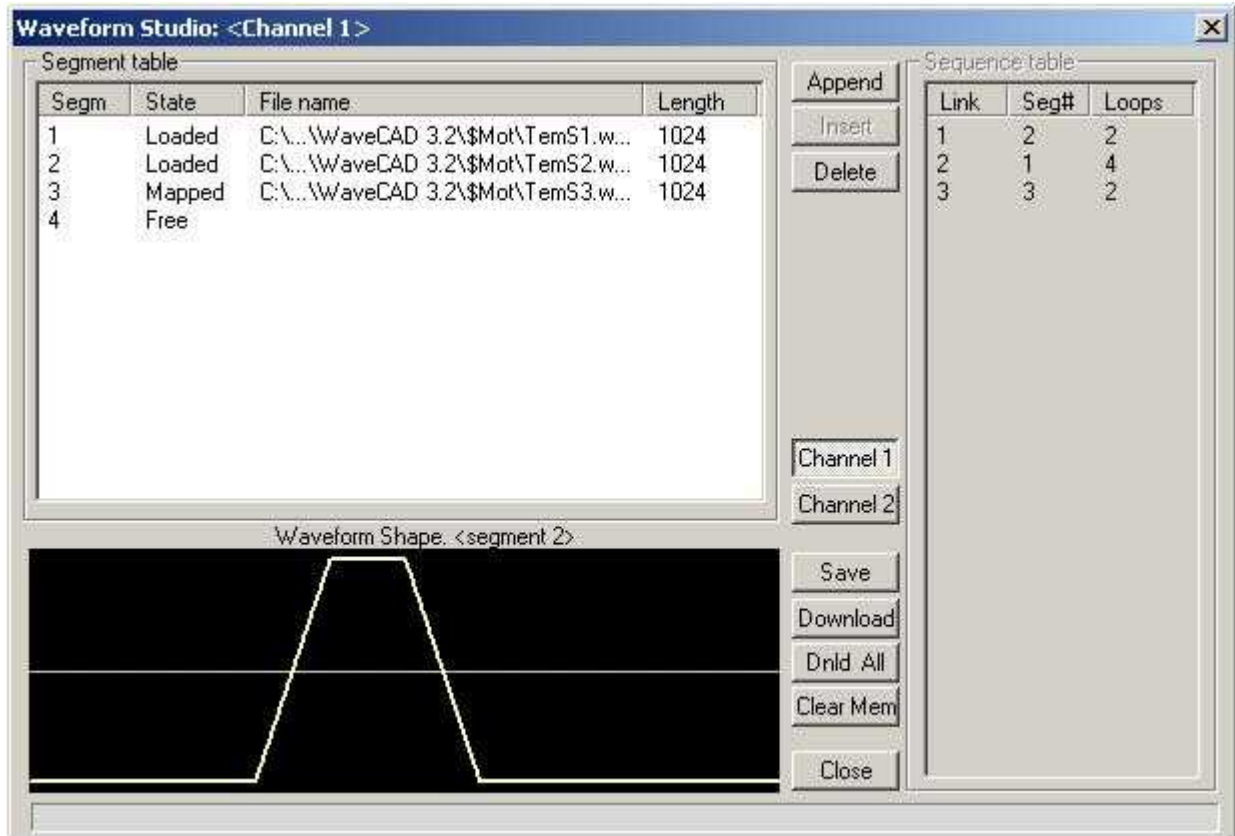 Waveform Studio: <Channel 1>
Segment table
Segm State File name Length
1 Loaded C:\...\WaveCAD 3.2\$Mot\TemS1.w... 1024
2 Loaded C:\...\WaveCAD 3.2\$Mot\TemS2.w... 1024
3 Mapped C:\...\WaveCAD 3.2\$Mot\TemS3.w... 1024
4 Free
Append
Insert
Delete
Channel 1
Channel 2
Sequence table
Link Seg# Loops
1 2 2
2 1 4
3 3 2
Waveform Shape. <segment 2>
Save
Download
Dnld All
Clear Mem
Close